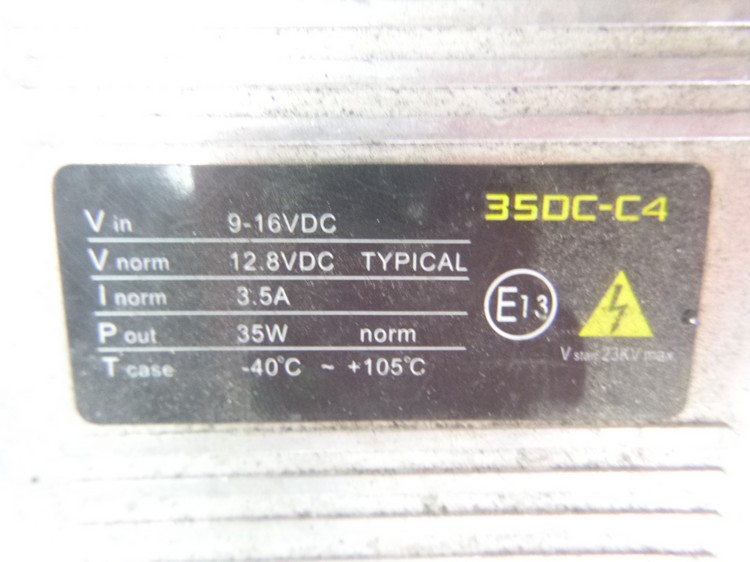 35DC-C4
V in 9-16VDC
V norm 12.8VDC TYPICAL
I norm 3.5A
P out 35W norm
T case -40°C ~ +105°C
E13
V start 23KV max.